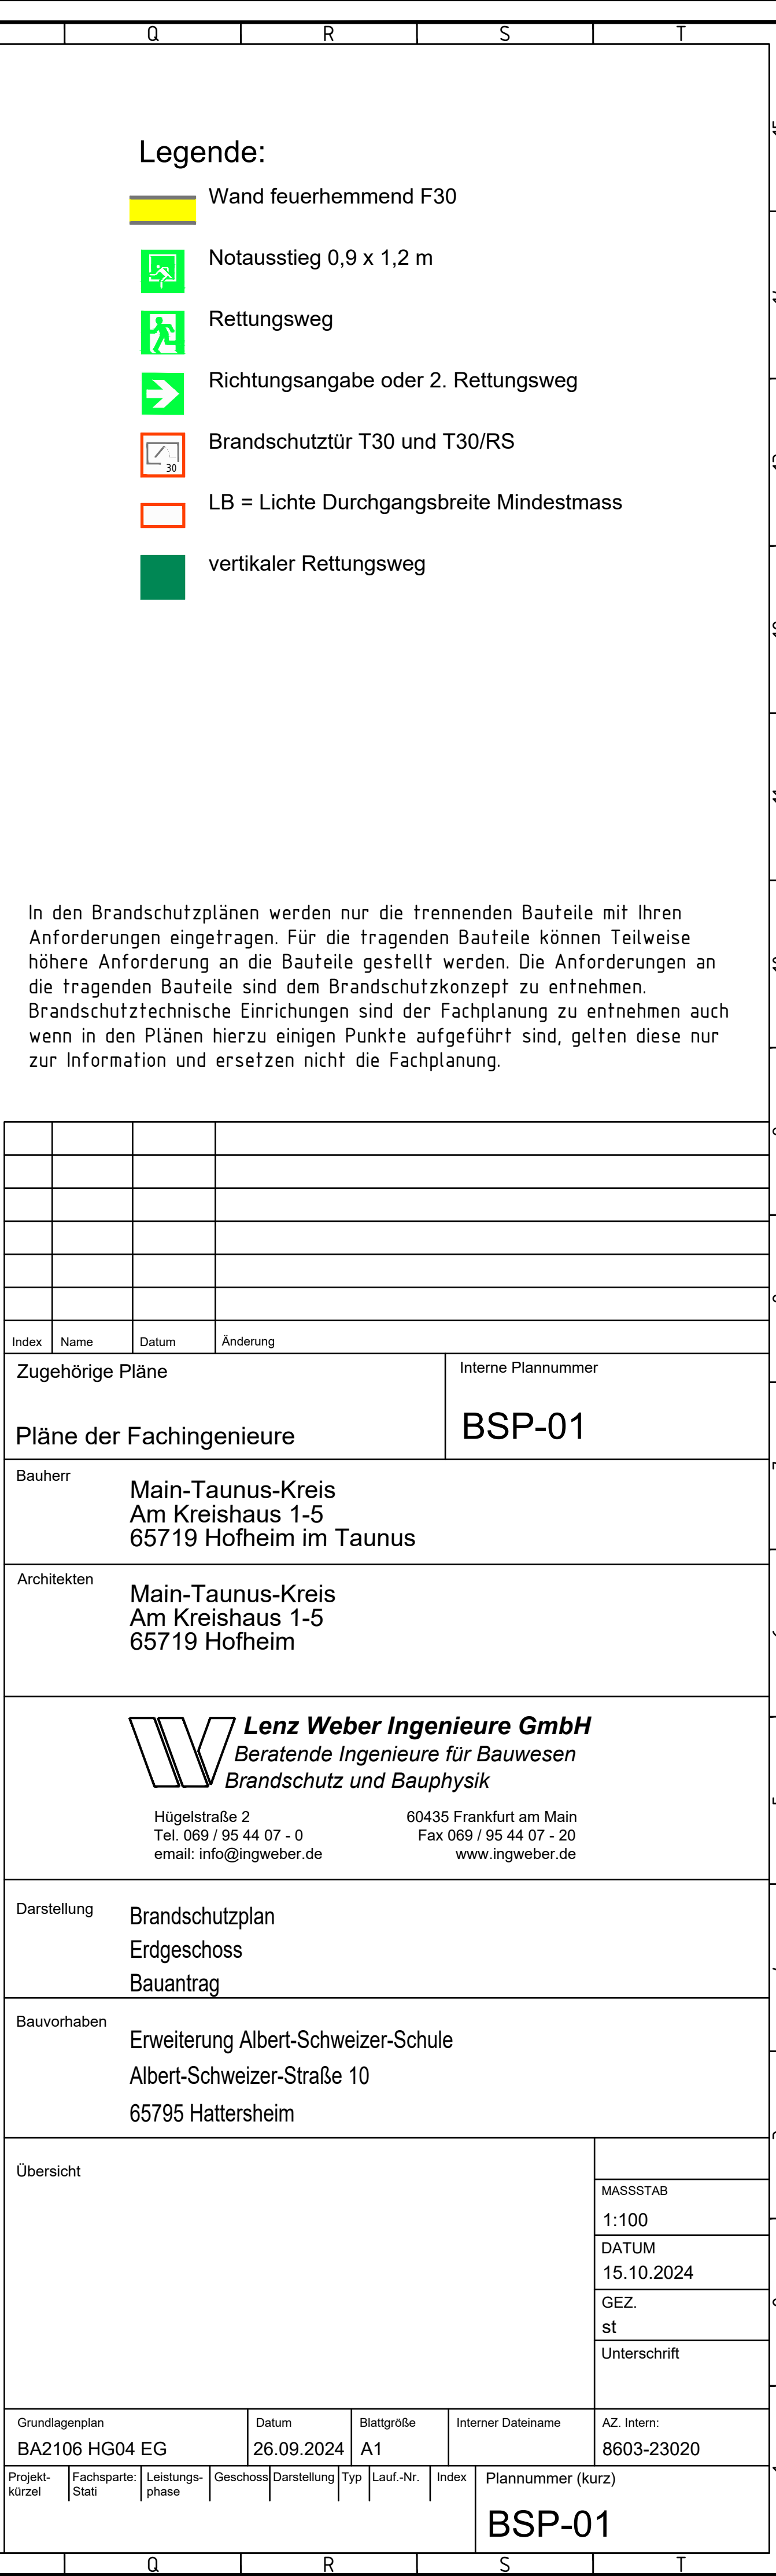 Q R S T
Legende:
Wand feuerhemmend F30
Notausstieg 0,9 x 1,2 m
Rettungsweg
Richtungsangabe oder 2. Rettungsweg
30
Brandschutztür T30 und T30/RS
LB = Lichte Durchgangsbreite Mindestmass
vertikaler Rettungsweg
In den Brandschutzplänen werden nur die trennenden Bauteile mit Ihren
Anforderungen eingetragen. Für die tragenden Bauteile können Teilweise
höhere Anforderung an die Bauteile gestellt werden. Die Anforderungen an
die tragenden Bauteile sind dem Brandschutzkonzept zu entnehmen.
Brandschutztechnische Einrichungen sind der Fachplanung zu entnehmen auch
wenn in den Plänen hierzu einigen Punkte aufgeführt sind, gelten diese nur
zur Information und ersetzen nicht die Fachplanung.
Index Name Datum Änderung
Zugehörige Pläne
Pläne der Fachingenieure
Interne Plannummer
BSP-01
Bauherr
Main-Taunus-Kreis
Am Kreishaus 1-5
65719 Hofheim im Taunus
Architekten
Main-Taunus-Kreis
Am Kreishaus 1-5
65719 Hofheim
Lenz Weber Ingenieure GmbH
Beratende Ingenieure für Bauwesen
Brandschutz und Bauphysik
Hügelstraße 2 60435 Frankfurt am Main
Tel. 069 / 95 44 07 - 0 Fax 069 / 95 44 07 - 20
email: info@ingweber.de www.ingweber.de
Darstellung
Brandschutzplan
Erdgeschoss
Bauantrag
Bauvorhaben
Erweiterung Albert-Schweizer-Schule
Albert-Schweizer-Straße 10
65795 Hattersheim
Übersicht
MASSSTAB
1:100
DATUM
15.10.2024
GEZ.
st
Unterschrift
Grundlagenplan Datum Blattgröße Interner Dateiname AZ. Intern:
BA2106 HG04 EG 26.09.2024 A1 8603-23020
Projekt- Fachsparte: Leistungs- Geschoss Darstellung Typ Lauf.-Nr. Index Plannummer (kurz)
kürzel Stati phase
BSP-01
Q R S T